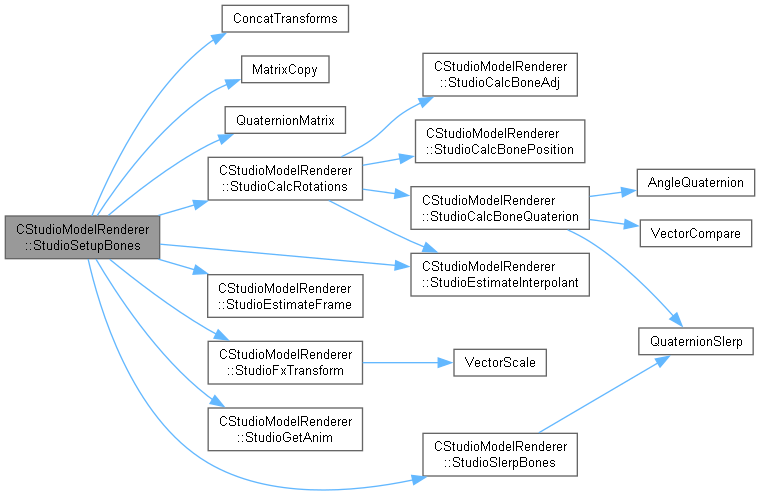 ConcatTransforms
MatrixCopy
QuaternionMatrix
CStudioModelRenderer
::StudioSetupBones
CStudioModelRenderer
::StudioCalcRotations
CStudioModelRenderer
::StudioCalcBoneAdj
CStudioModelRenderer
::StudioCalcBonePosition
CStudioModelRenderer
::StudioCalcBoneQuaterion
CStudioModelRenderer
::StudioEstimateInterpolant
AngleQuaternion
VectorCompare
QuaternionSlerp
CStudioModelRenderer
::StudioEstimateFrame
CStudioModelRenderer
::StudioFxTransform
VectorScale
CStudioModelRenderer
::StudioGetAnim
CStudioModelRenderer
::StudioSlerpBones